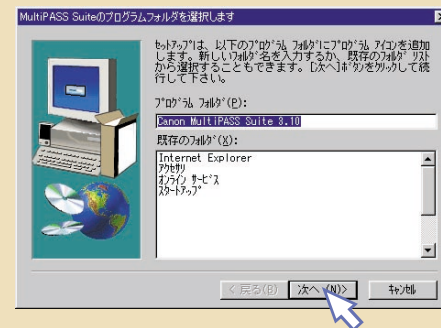 MultiPASS Suiteのプログラムフォルダを選択します
ｾｯﾄｱｯﾌﾟは、以下のﾌﾟﾛｸﾞﾗﾑ ﾌｫﾙﾀﾞにﾌﾟﾛｸﾞﾗﾑ ｱｲｺﾝを追加
します。新しいﾌｫﾙﾀﾞ名を入力するか、既存のﾌｫﾙﾀﾞ ﾘｽﾄ
から選択することもできます。[次へ]ﾎﾞﾀﾝをｸﾘｯｸして続
行して下さい。
ﾌﾟﾛｸﾞﾗﾑ ﾌｫﾙﾀﾞ(P):
Canon MultiPASS Suite 3.10
既存のﾌｫﾙﾀﾞ(X):
Internet Explorer
ｱｸｾｻﾘ
ｵﾝﾗｲﾝ ｻｰﾋﾞｽ
ｽﾀｰﾄｱｯﾌﾟ
< 戻る(B)
次へ (N)>
ｷｬﾝｾﾙ